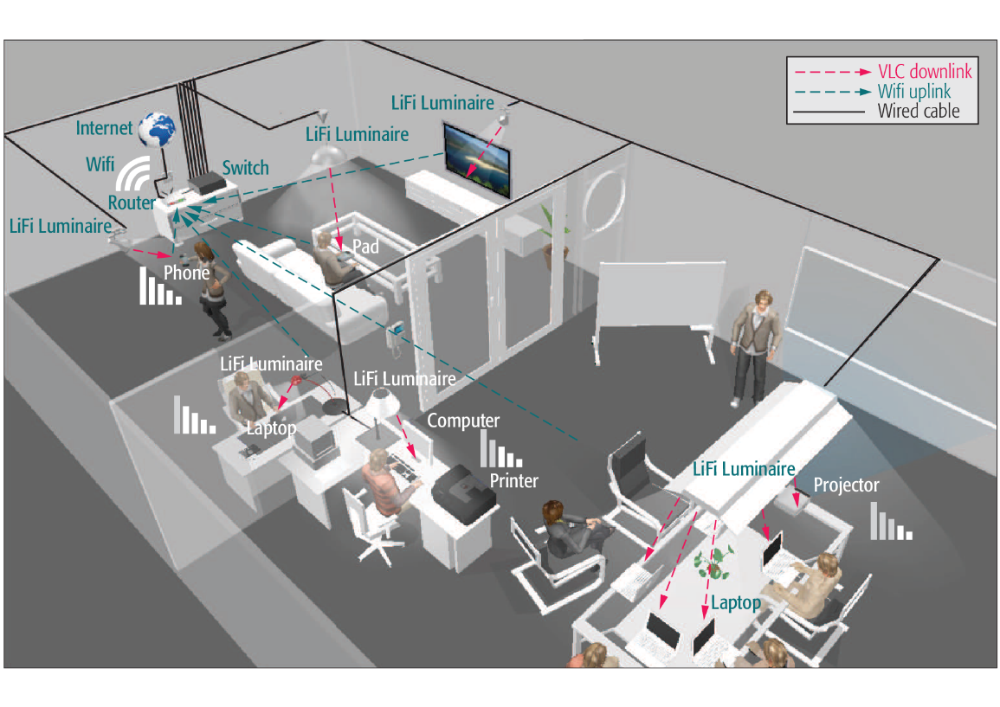 VLC downlink
Wifi uplink
Wired cable
LiFi Luminaire
Internet
LiFi Luminaire
Wifi
Switch
Router
LiFi Luminaire
Pad
Phone
LiFi Luminaire
LiFi Luminaire
Laptop
Computer
Printer
LiFi Luminaire
Projector
Laptop